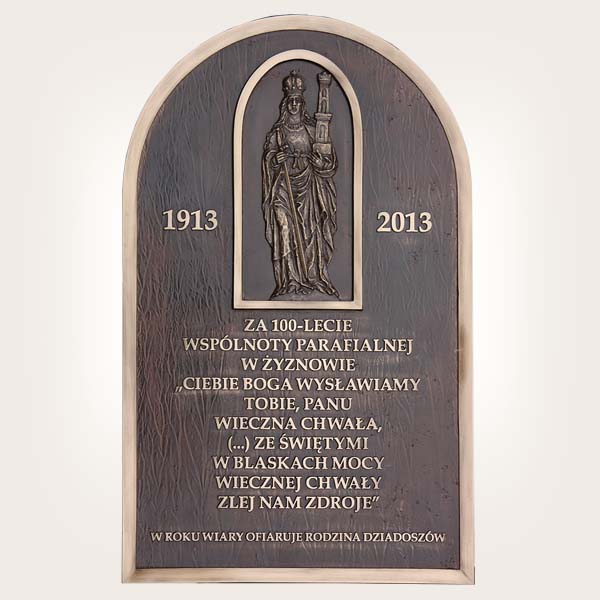 1913 2013
ZA 100-LECIE
WSPÓLNOTY PARAFIALNEJ
W ŻYZNOWIE
„CIEBIE BOGA WYSŁAWIAMY
TOBIE, PANU
WIECZNA CHWAŁA,
(...) ZE ŚWIĘTYMI
W BLASKACH MOCY
WIECZNEJ CHWAŁY
ZLEJ NAM ZDROJE”
W ROKU WIARY OFIARUJE RODZINA DZIADOSZÓW